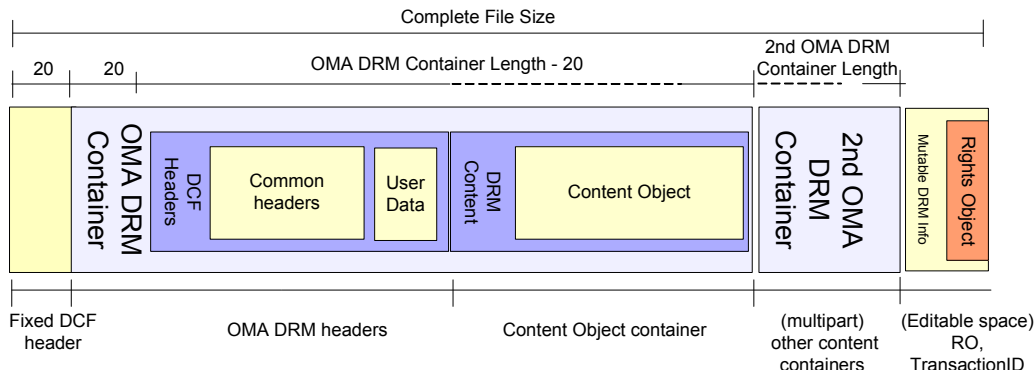 Complete File Size
20
20
OMA DRM Container Length - 20
2nd OMA DRM
Container Length
OMA DRM
Container
DCF
Headers
Common
headers
User
Data
DRM
Content
Content Object
2nd OMA
DRM
Container
Mutable DRM Info
Rights Object
Fixed DCF
header
OMA DRM headers
Content Object container
(multipart)
other content
containers
(Editable space)
RO,
TransactionID